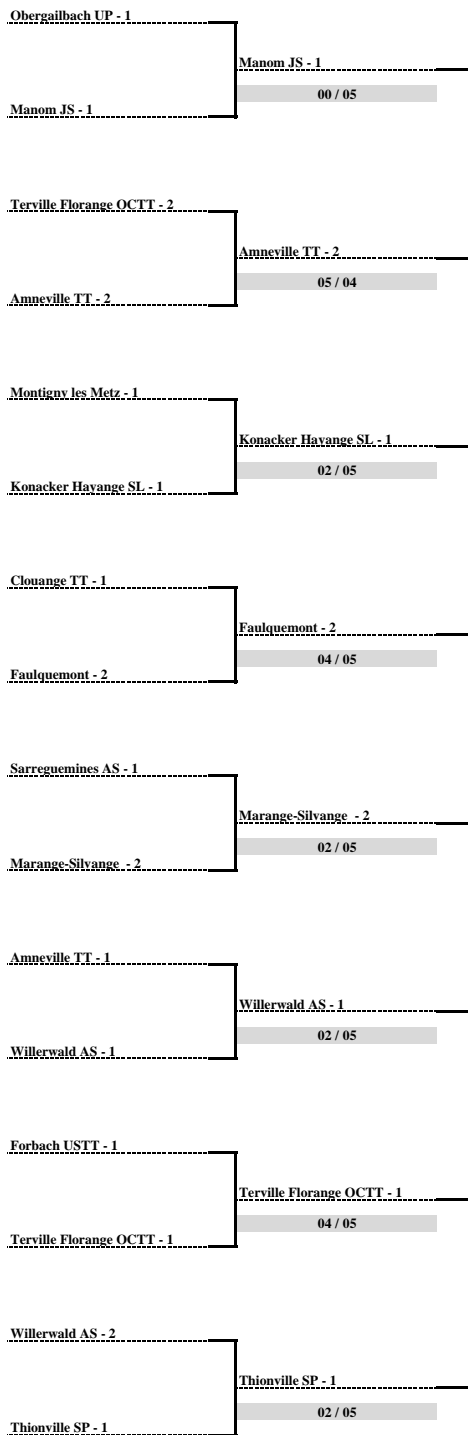 Obergailbach UP - 1
Manom JS - 1
00 / 05
Manom JS - 1
Terville Florange OCTT - 2
Amneville TT - 2
05 / 04
Amneville TT - 2
Montigny les Metz - 1
Konacker Hayange SL - 1
02 / 05
Konacker Hayange SL - 1
Clouange TT - 1
Faulquemont - 2
04 / 05
Faulquemont - 2
Sarreguemines AS - 1
Marange-Silvange  - 2
02 / 05
Marange-Silvange  - 2
Amneville TT - 1
Willerwald AS - 1
02 / 05
Willerwald AS - 1
Forbach USTT - 1
Terville Florange OCTT - 1
04 / 05
Terville Florange OCTT - 1
Willerwald AS - 2
Thionville SP - 1
02 / 05
Thionville SP - 1